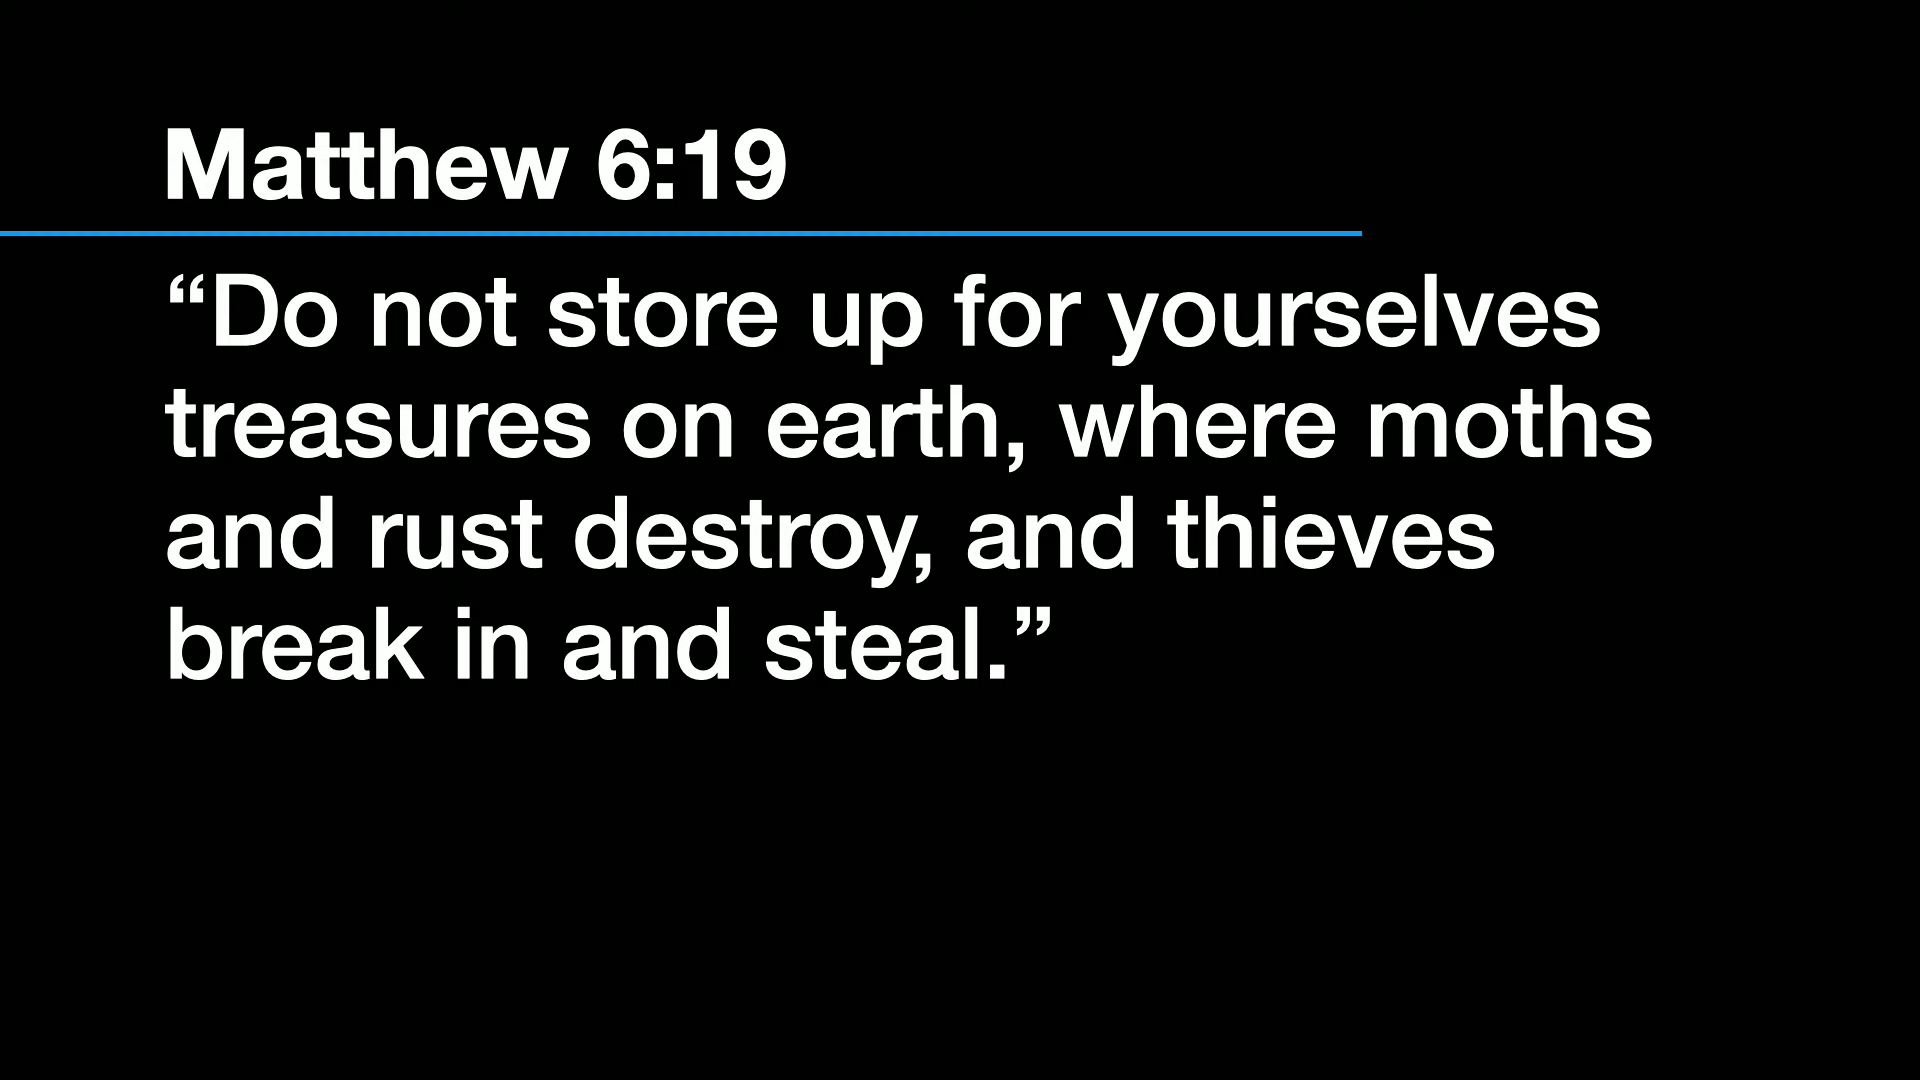 Matthew 6:19
“Do not store up for yourselves
treasures on earth, where moths
and rust destroy, and thieves
break in and steal.”